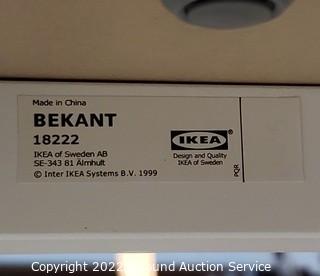 Made in China
BEKANT
18222
IKEA of Sweden AB
SE-343 81 Älmhult
© Inter IKEA Systems B.V. 1999
IKEA®
Design and Quality
IKEA of Sweden
PQR
Copyright 2022 Sound Auction Service